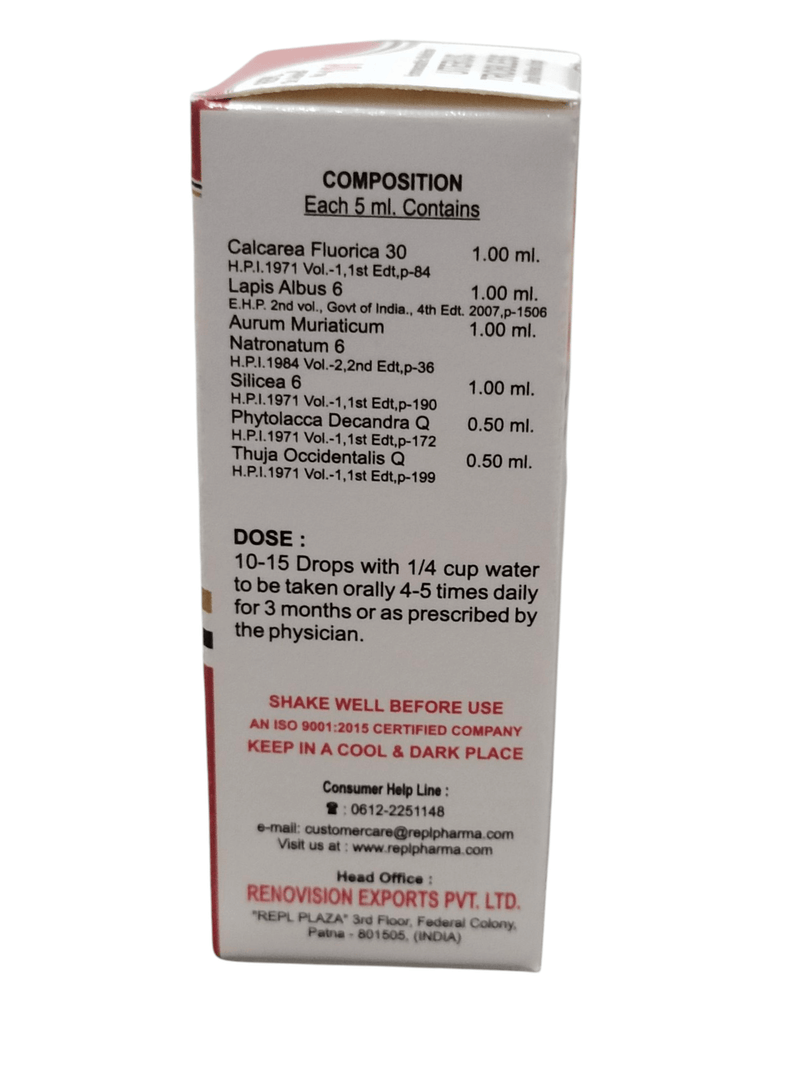 COMPOSITION
Each 5 ml. Contains
Calcarea Fluorica 30 1.00 ml.
H.P.I.1971 Vol.-1,1st Edt,p-84
Lapis Albus 6 1.00 ml.
E.H.P. 2nd vol., Govt of India., 4th Edt. 2007,p-1506
Aurum Muriaticum 1.00 ml.
Natronatum 6
H.P.I.1984 Vol.-2,2nd Edt,p-36
Silicea 6 1.00 ml.
H.P.I.1971 Vol.-1,1st Edt,p-190
Phytolacca Decandra Q 0.50 ml.
H.P.I.1971 Vol.-1,1st Edt,p-172
Thuja Occidentalis Q 0.50 ml.
H.P.I.1971 Vol.-1,1st Edt,p-199
DOSE :
10-15 Drops with 1/4 cup water
to be taken orally 4-5 times daily
for 3 months or as prescribed by
the physician.
SHAKE WELL BEFORE USE
AN ISO 9001:2015 CERTIFIED COMPANY
KEEP IN A COOL & DARK PLACE
Consumer Help Line :
☎ : 0612-2251148
e-mail: customercare@replpharma.com
Visit us at : www.replpharma.com
Head Office :
RENOVISION EXPORTS PVT. LTD.
"REPL PLAZA" 3rd Floor, Federal Colony,
Patna - 801505, (INDIA)